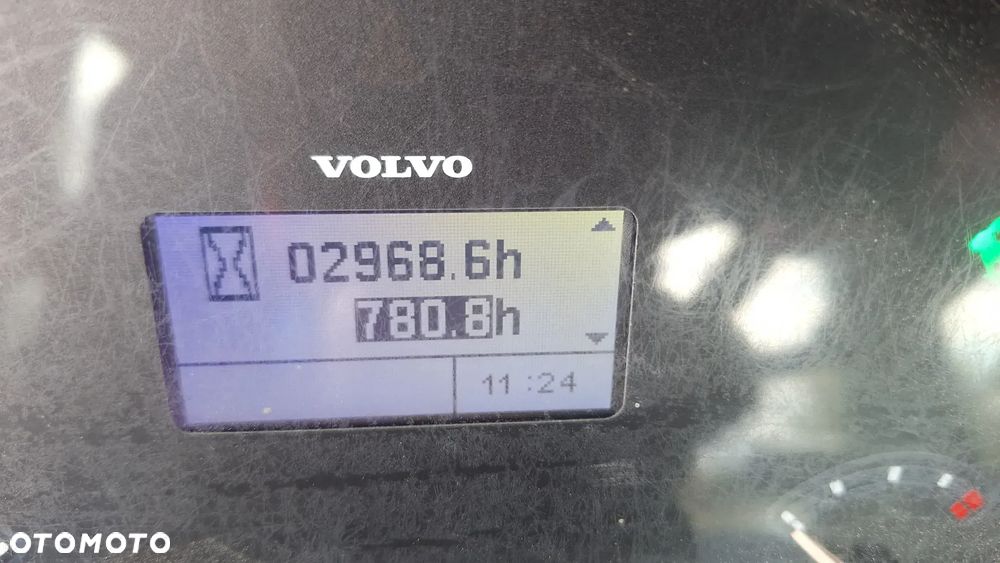 VOLVO
02968.6h
780.8h
11:24
OTOMOTO